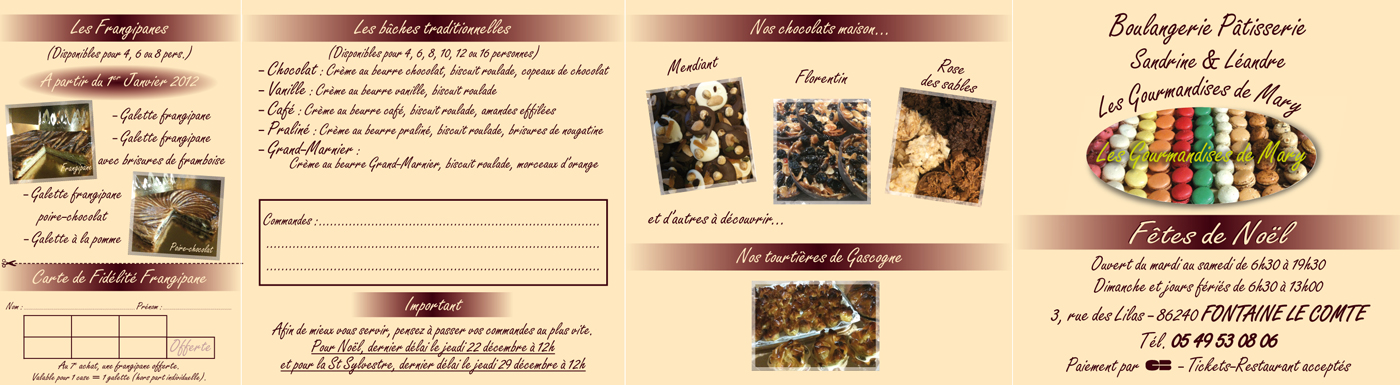 Les Frangipanes
(Disponibles pour 4, 6 ou 8 pers.)
A partir du 1er Janvier 2012
- Galette frangipane
- Galette frangipane
avec brisures de framboise
Frangipane
- Galette frangipane
poire-chocolat
- Galette à la pomme
Poire-chocolat
Carte de Fidélité Frangipane
Nom : Prénom :
Offerte
Au 7e achat, une frangipane offerte.
Valable pour 1 case = 1 galette (hors part individuelle).
Les bûches traditionnelles
(Disponibles pour 4, 6, 8, 10, 12 ou 16 personnes)
- Chocolat : Crème au beurre chocolat, biscuit roulade, copeaux de chocolat
- Vanille : Crème au beurre vanille, biscuit roulade
- Café : Crème au beurre café, biscuit roulade, amandes effilées
- Praliné : Crème au beurre praliné, biscuit roulade, brisures de nougatine
- Grand-Marnier :
Crème au beurre Grand-Marnier, biscuit roulade, morceaux d'orange
Commandes :
Important
Afin de mieux vous servir, pensez à passer vos commandes au plus vite.
Pour Noël, dernier délai le jeudi 22 décembre à 12h
et pour la St Sylvestre, dernier délai le jeudi 29 décembre à 12h
Nos chocolats maison...
Mendiant
Florentin
Rose
des sables
et d'autres à découvrir...
Nos tourtières de Gascogne
Boulangerie Pâtisserie
Sandrine & Léandre
Les Gourmandises de Mary
Les Gourmandises de Mary
Fêtes de Noël
Ouvert du mardi au samedi de 6h30 à 19h30
Dimanche et jours fériés de 6h30 à 13h00
3, rue des Lilas - 86240 FONTAINE LE COMTE
Tél. 05 49 53 08 06
Paiement par CB - Tickets-Restaurant acceptés